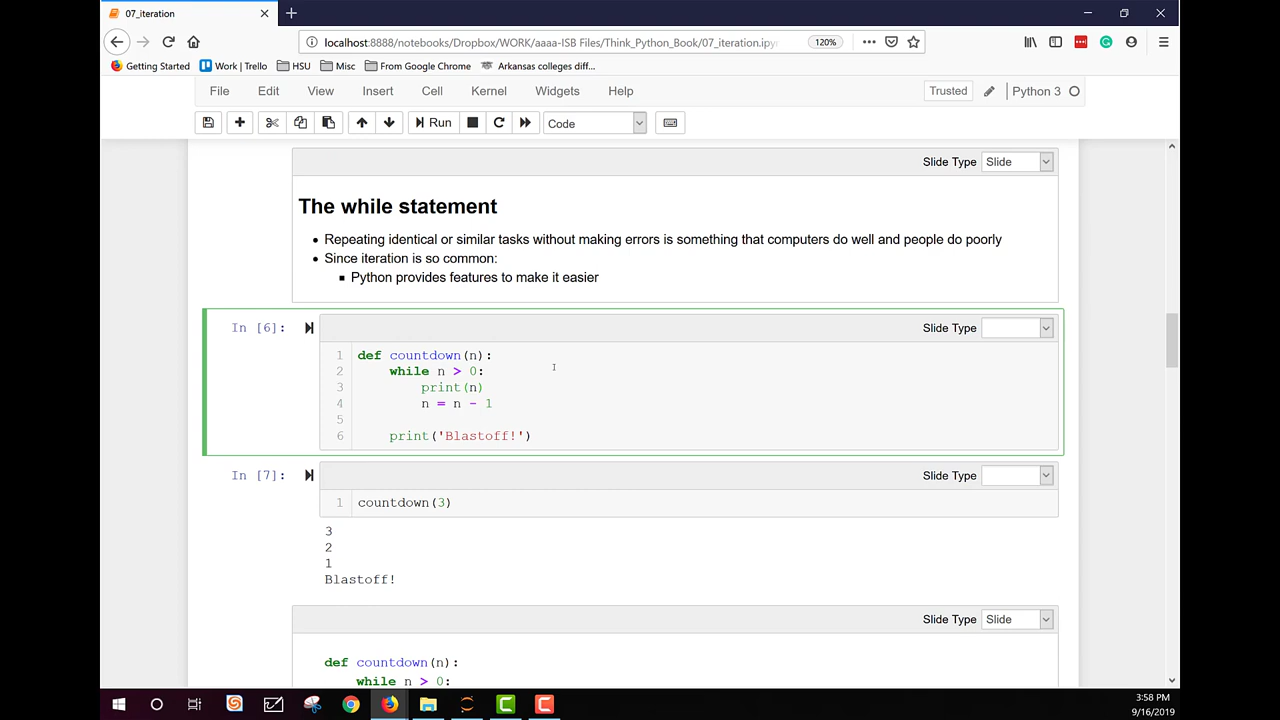 07_iteration
localhost:8888/notebooks/Dropbox/WORK/aaaa-ISB Files/Think_Python_Book/07_iteration.ipyn
120%
Getting Started Work | Trello HSU Misc From Google Chrome Arkansas colleges diff...
File Edit View Insert Cell Kernel Widgets Help Trusted Python 3
Run Code
Slide Type Slide
The while statement
• Repeating identical or similar tasks without making errors is something that computers do well and people do poorly
• Since iteration is so common:
▪ Python provides features to make it easier
In [6]: Slide Type
1 def countdown(n):
2 while n > 0:
3 print(n)
4 n = n - 1
5
6 print('Blastoff!')
In [7]: Slide Type
1 countdown(3)
3
2
1
Blastoff!
Slide Type Slide
def countdown(n):
while n > 0:
3:58 PM
9/16/2019